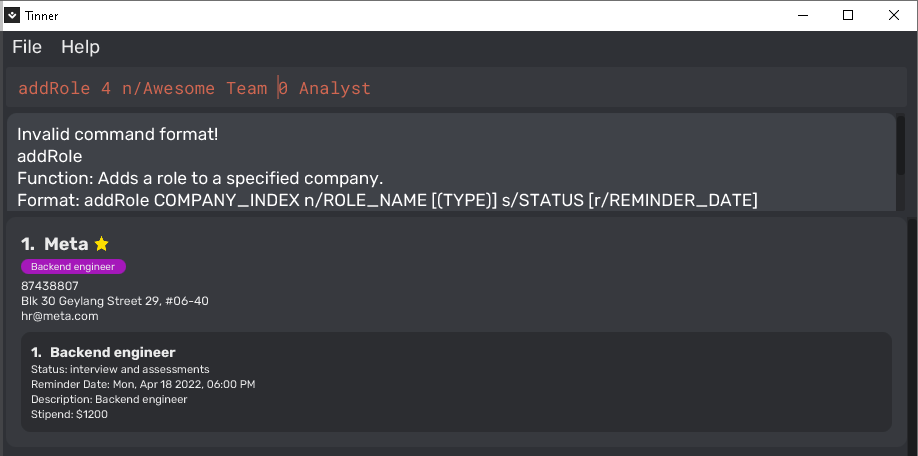 Tinner
File Help
addRole 4 n/Awesome Team 0 Analyst
Invalid command format!
addRole
Function: Adds a role to a specified company.
Format: addRole COMPANY_INDEX n/ROLE_NAME [(TYPE)] s/STATUS [r/REMINDER_DATE]
1. Meta
Backend engineer
87438807
Blk 30 Geylang Street 29, #06-40
hr@meta.com
1. Backend engineer
Status: interview and assessments
Reminder Date: Mon, Apr 18 2022, 06:00 PM
Description: Backend engineer
Stipend: $1200